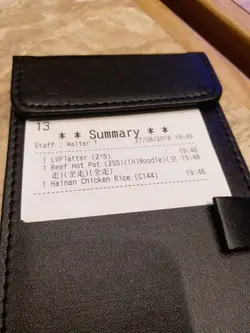 13
* * Summary * *
Staff : Waiter 1 27/08/2018 19:49
1 LVPlatter (215) 19:48
1 Beef Hot Pot (255)((H)Noodle)(全走)(全走)(全走) 19:48
1 Hainan Chicken Rice (C144) 19:48